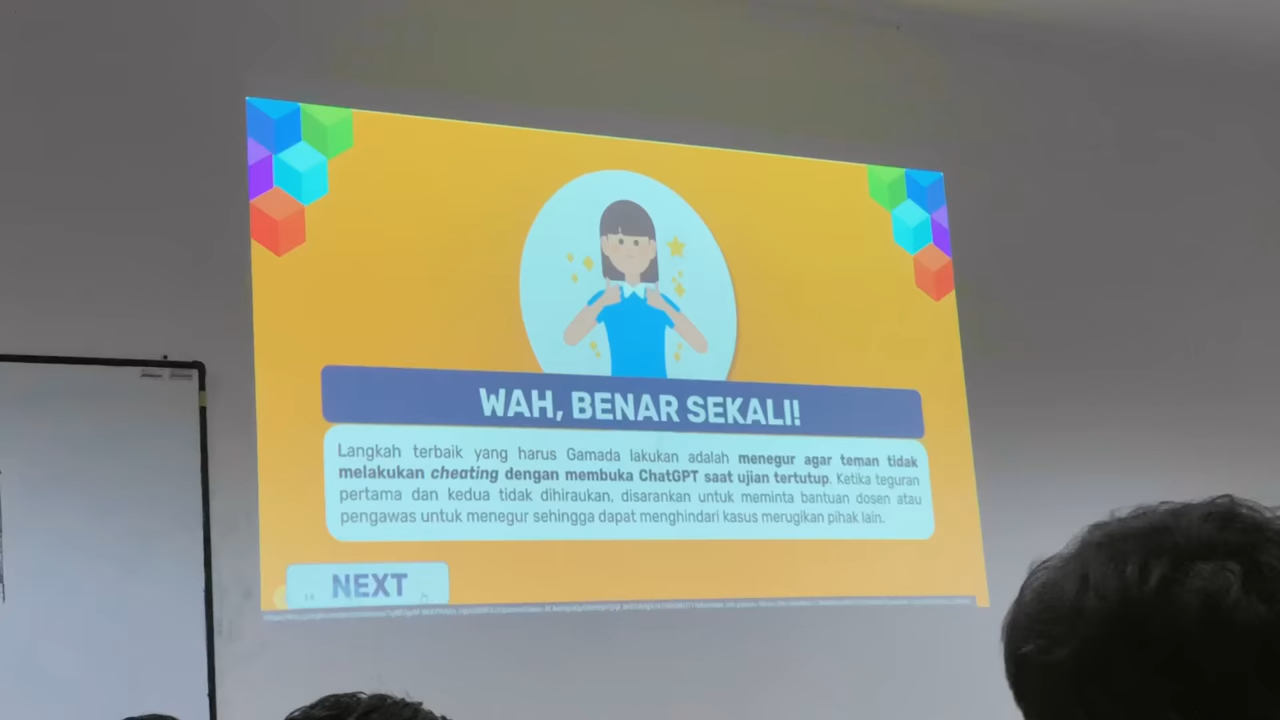 WAH, BENAR SEKALI!
Langkah terbaik yang harus Gamada lakukan adalah menegur agar teman tidak
melakukan cheating dengan membuka ChatGPT saat ujian tertutup. Ketika teguran
pertama dan kedua tidak dihiraukan, disarankan untuk meminta bantuan dosen atau
pengawas untuk menegur sehingga dapat menghindari kasus merugikan pihak lain.
NEXT